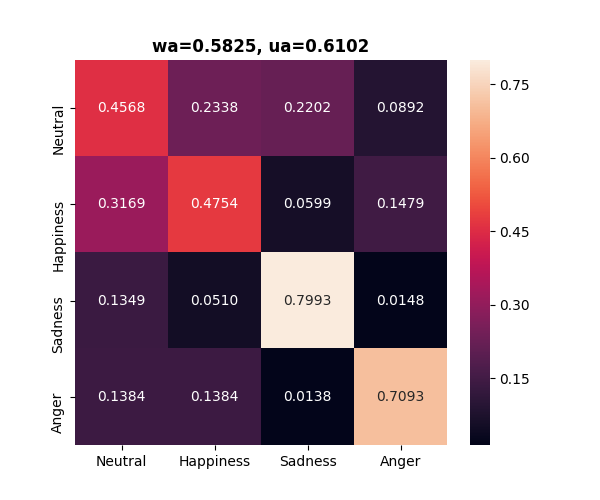 wa=0.5825, ua=0.6102
Neutral 0.4568 0.2338 0.2202 0.0892
Happiness 0.3169 0.4754 0.0599 0.1479
Sadness 0.1349 0.0510 0.7993 0.0148
Anger 0.1384 0.1384 0.0138 0.7093
Neutral Happiness Sadness Anger
0.75
0.60
0.45
0.30
0.15